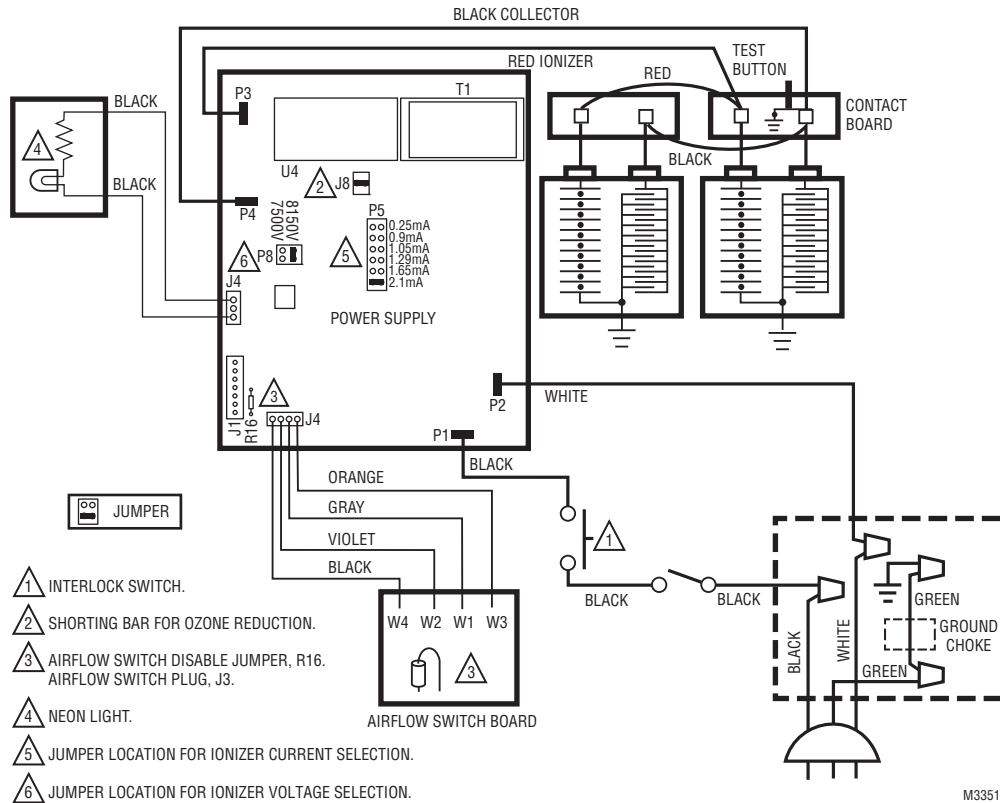 BLACK COLLECTOR
RED IONIZER
RED
TEST
BUTTON
CONTACT
BOARD
BLACK
BLACK
4
BLACK
P3
T1
U4
2
J8
P4
8150V
7500V
P5
0.25mA
0.9mA
1.05mA
1.29mA
1.65mA
2.1mA
5
6
P8
J4
POWER SUPPLY
J1
R16
3
J4
P2
WHITE
P1
BLACK
ORANGE
GRAY
VIOLET
BLACK
1
BLACK
BLACK
BLACK
WHITE
GREEN
GROUND
CHOKE
GREEN
W4 W2 W1 W3
3
AIRFLOW SWITCH BOARD
JUMPER
1 INTERLOCK SWITCH.
2 SHORTING BAR FOR OZONE REDUCTION.
3 AIRFLOW SWITCH DISABLE JUMPER, R16.
AIRFLOW SWITCH PLUG, J3.
4 NEON LIGHT.
5 JUMPER LOCATION FOR IONIZER CURRENT SELECTION.
6 JUMPER LOCATION FOR IONIZER VOLTAGE SELECTION.
M3351